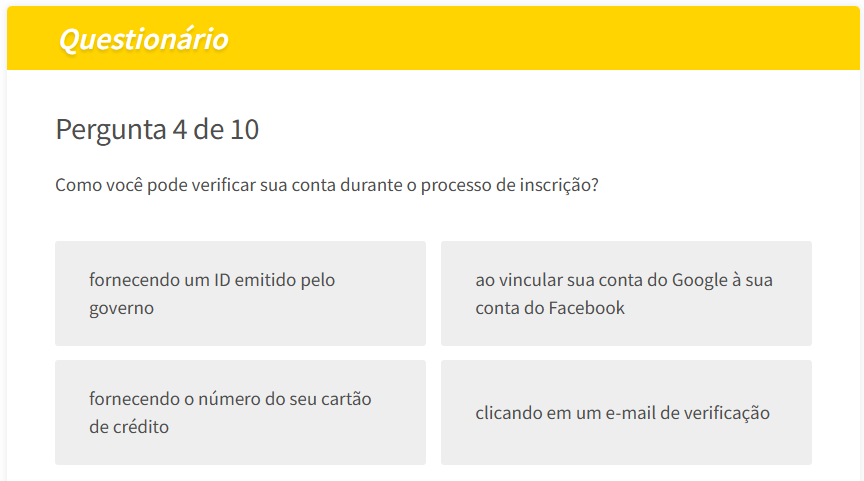 Questionário
Pergunta 4 de 10
Como você pode verificar sua conta durante o processo de inscrição?
fornecendo um ID emitido pelo
governo
ao vincular sua conta do Google à sua
conta do Facebook
fornecendo o número do seu cartão
de crédito
clicando em um e-mail de verificação